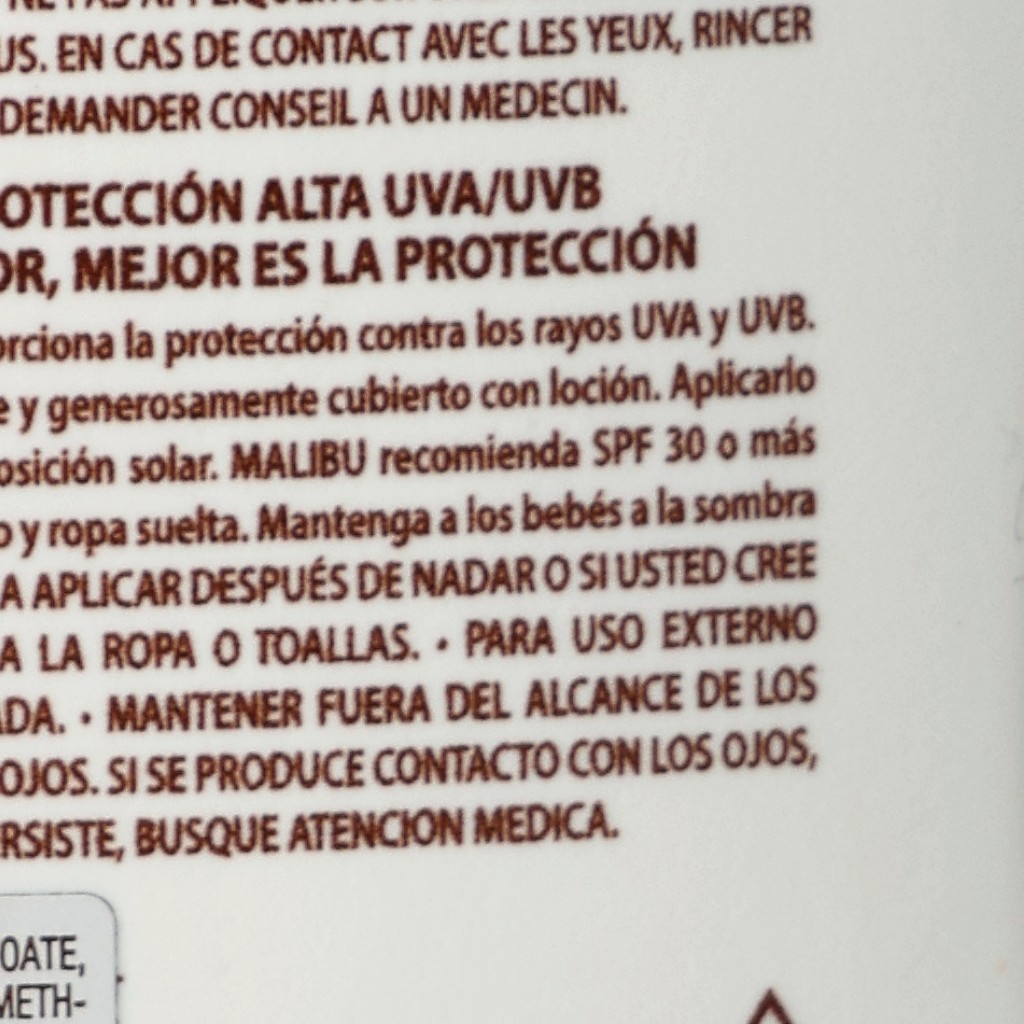 US. EN CAS DE CONTACT AVEC LES YEUX, RINCER
DEMANDER CONSEIL A UN MEDECIN.
OTECCIÓN ALTA UVA/UVB
OR, MEJOR ES LA PROTECCIÓN
orciona la protección contra los rayos UVA y UVB.
e y generosamente cubierto con loción. Aplicarlo
osición solar. MALIBU recomienda SPF 30 o más
o y ropa suelta. Mantenga a los bebés a la sombra
A APLICAR DESPUÉS DE NADAR O SI USTED CREE
A LA ROPA O TOALLAS. • PARA USO EXTERNO
ADA. • MANTENER FUERA DEL ALCANCE DE LOS
OJOS. SI SE PRODUCE CONTACTO CON LOS OJOS,
RSISTE, BUSQUE ATENCION MEDICA.
OATE,
METH-